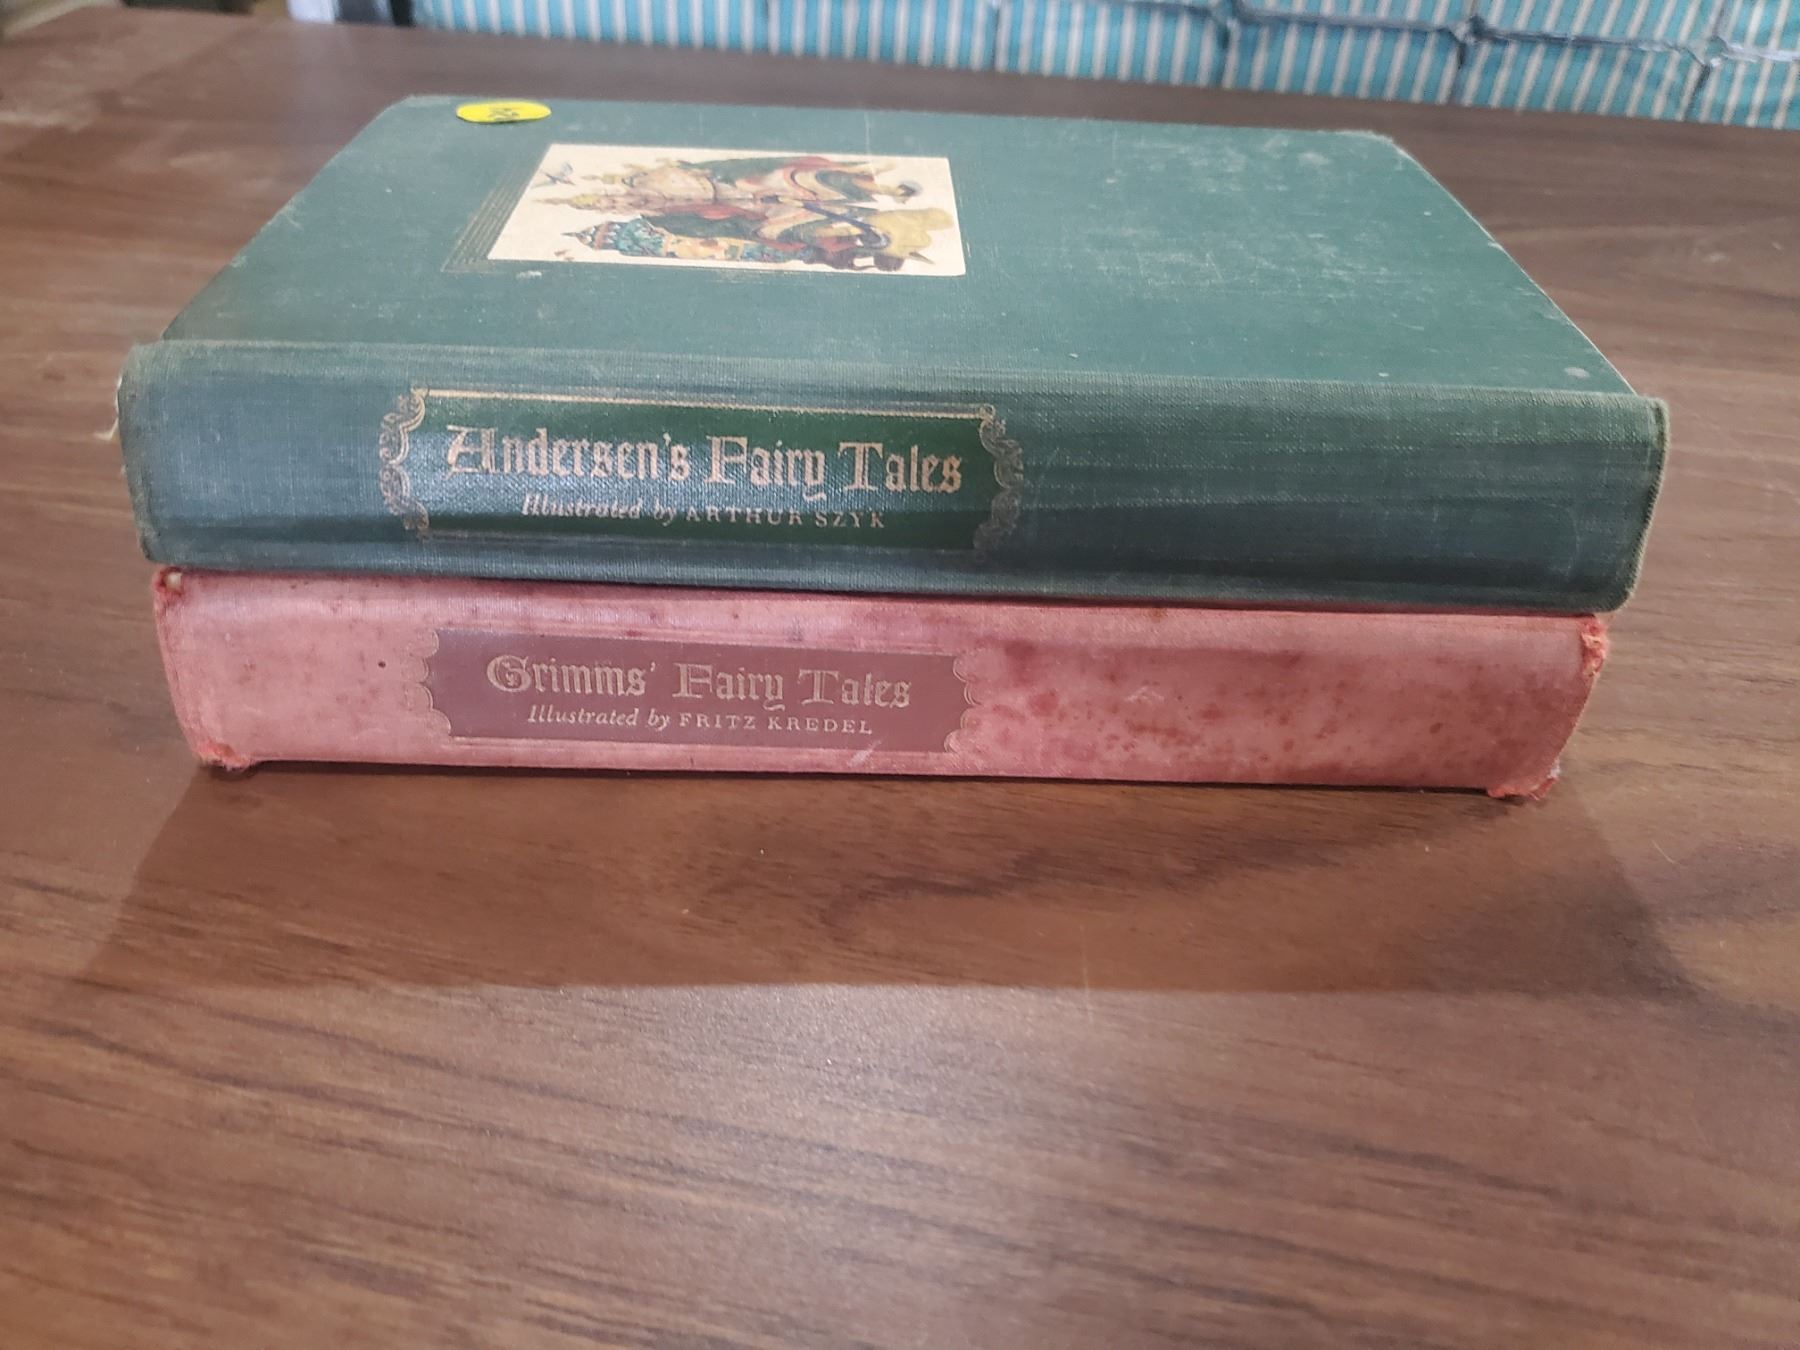 Andersen's Fairy Tales
Illustrated by ARTHUR SZYK
Grimms' Fairy Tales
Illustrated by FRITZ KREDEL